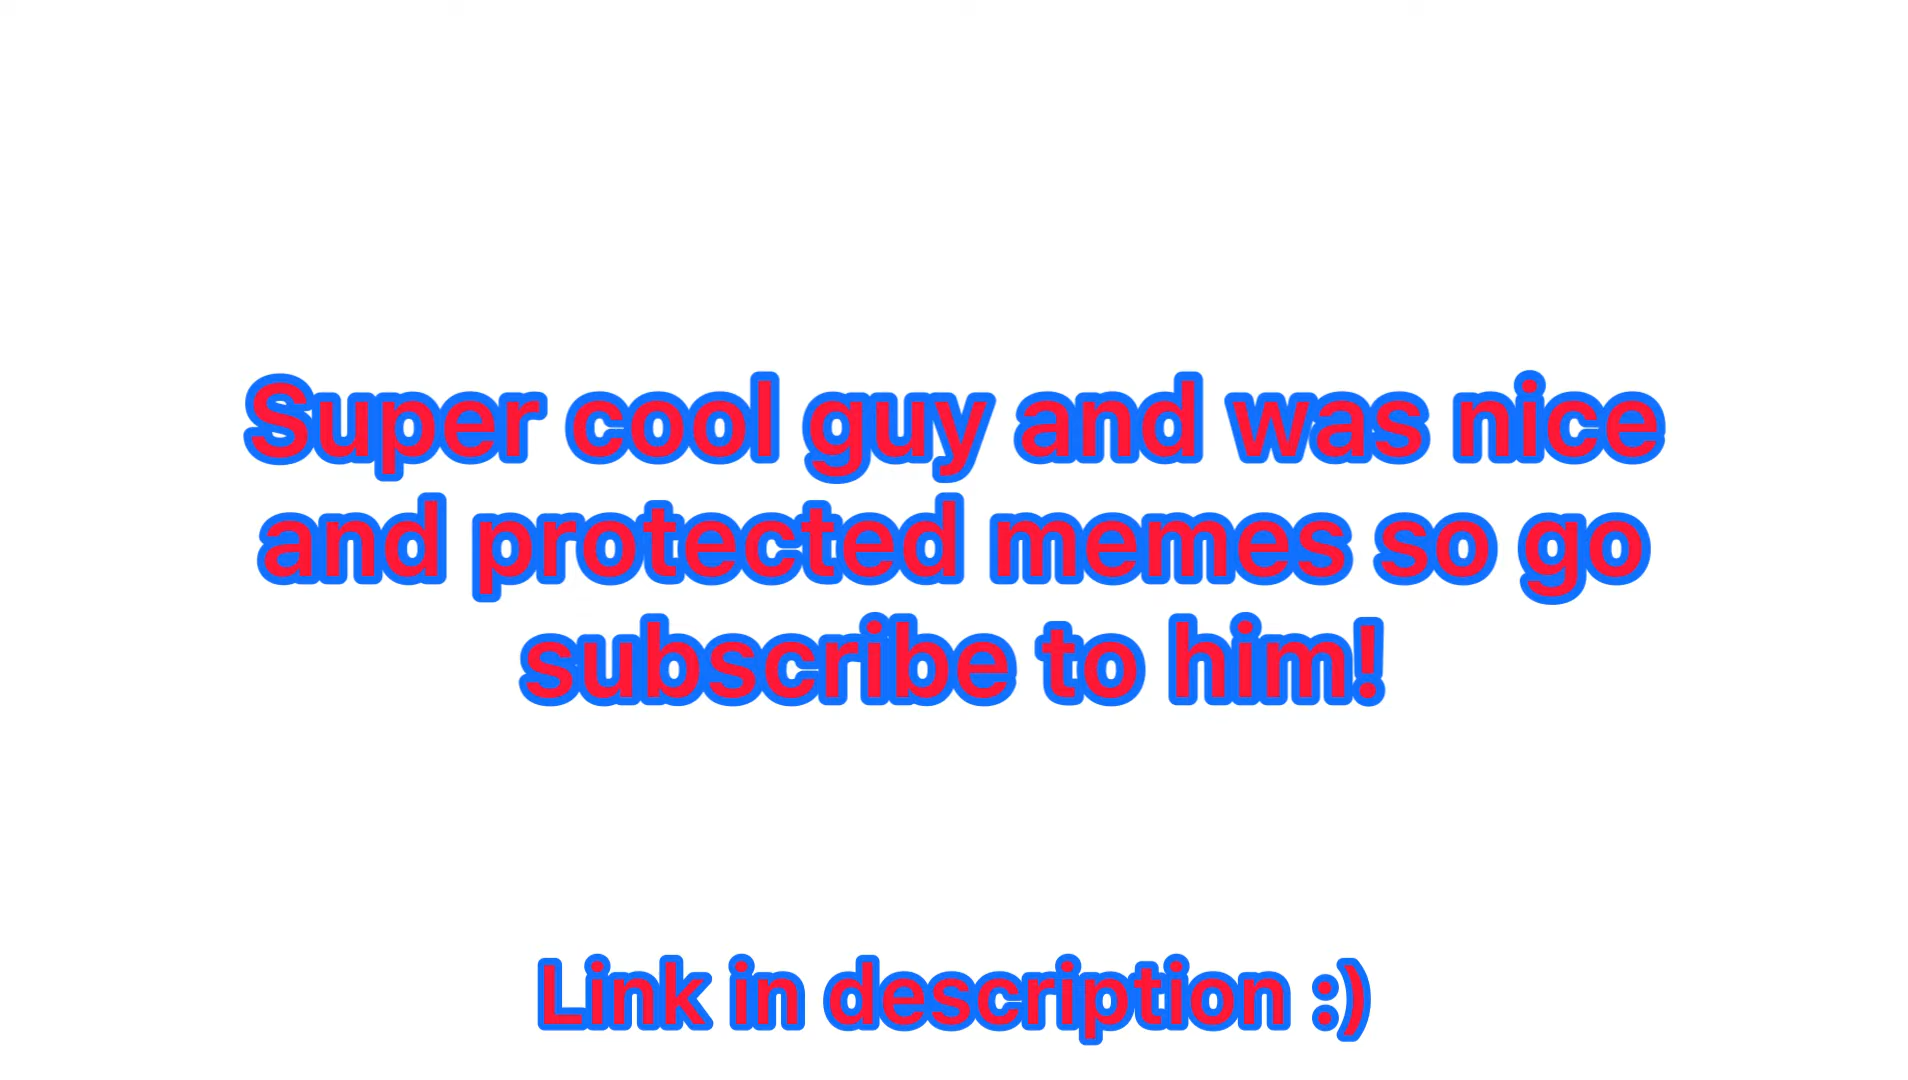 Super cool guy and was nice
and protected memes so go
subscribe to him!
Link in description :)